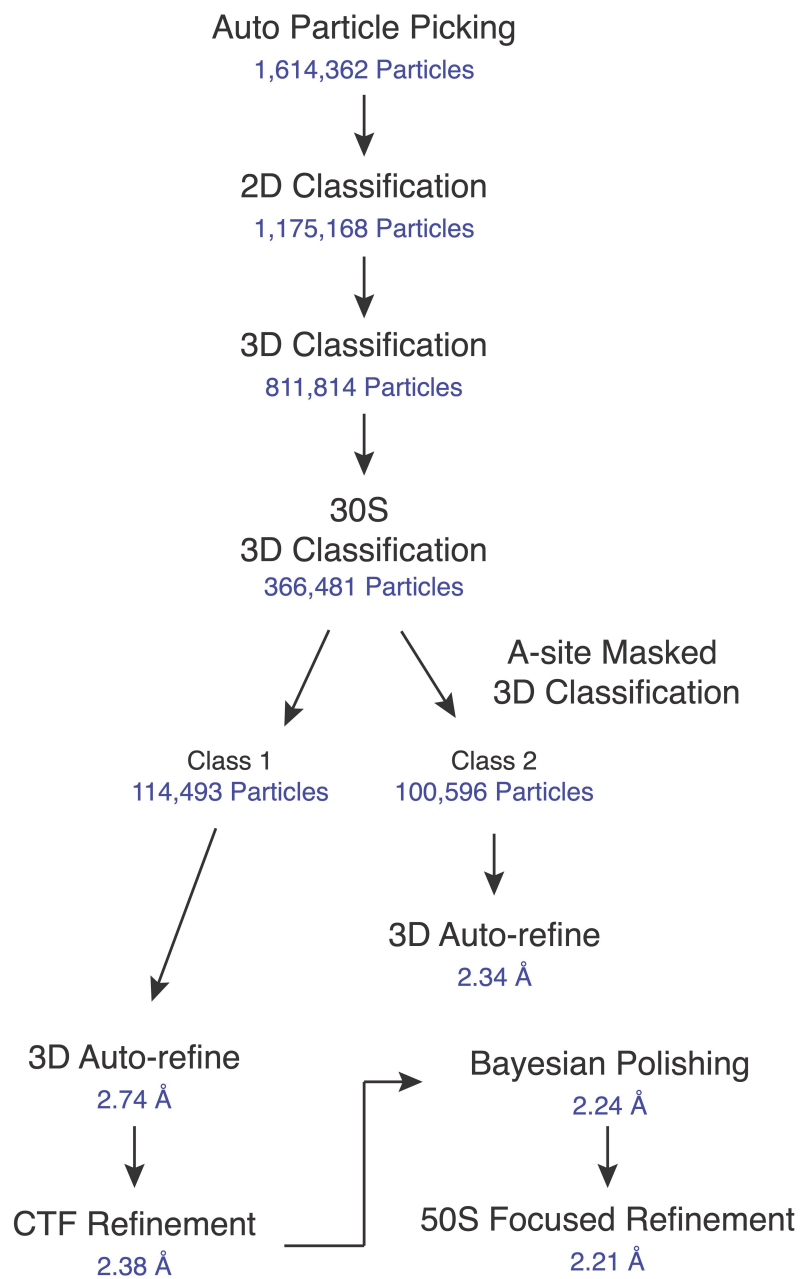 Auto Particle Picking
1,614,362 Particles
2D Classification
1,175,168 Particles
3D Classification
811,814 Particles
30S
3D Classification
366,481 Particles
A-site Masked
3D Classification
Class 1
114,493 Particles
Class 2
100,596 Particles
3D Auto-refine
2.34 Å
3D Auto-refine
2.74 Å
CTF Refinement
2.38 Å
Bayesian Polishing
2.24 Å
50S Focused Refinement
2.21 Å